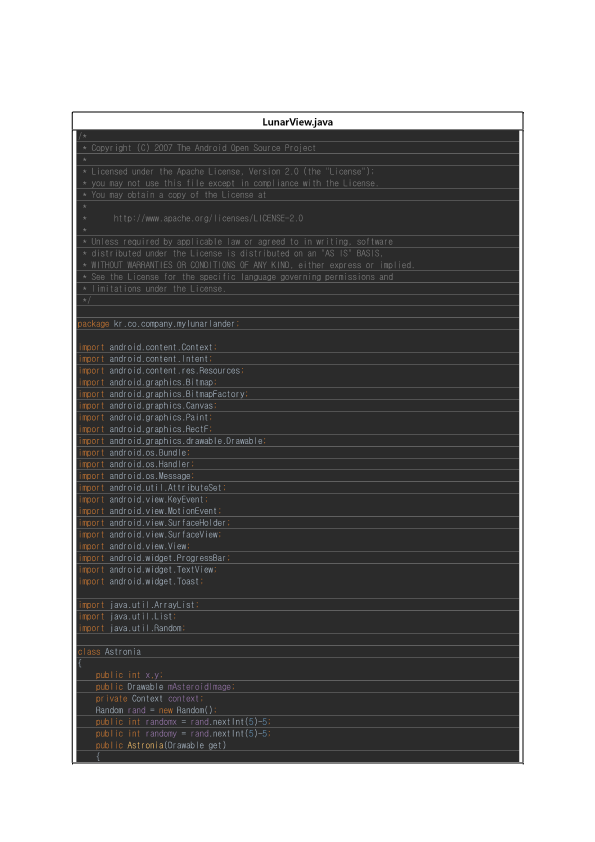 LunarView.java
/*
 * Copyright (C) 2007 The Android Open Source Project
 *
 * Licensed under the Apache License, Version 2.0 (the "License");
 * you may not use this file except in compliance with the License.
 * You may obtain a copy of the License at
 *
 *      http://www.apache.org/licenses/LICENSE-2.0
 *
 * Unless required by applicable law or agreed to in writing, software
 * distributed under the License is distributed on an "AS IS" BASIS,
 * WITHOUT WARRANTIES OR CONDITIONS OF ANY KIND, either express or implied.
 * See the License for the specific language governing permissions and
 * limitations under the License.
 */
package kr.co.company.mylunarlander;
import android.content.Context;
import android.content.Intent;
import android.content.res.Resources;
import android.graphics.Bitmap;
import android.graphics.BitmapFactory;
import android.graphics.Canvas;
import android.graphics.Paint;
import android.graphics.RectF;
import android.graphics.drawable.Drawable;
import android.os.Bundle;
import android.os.Handler;
import android.os.Message;
import android.util.AttributeSet;
import android.view.KeyEvent;
import android.view.MotionEvent;
import android.view.SurfaceHolder;
import android.view.SurfaceView;
import android.view.View;
import android.widget.ProgressBar;
import android.widget.TextView;
import android.widget.Toast;
import java.util.ArrayList;
import java.util.List;
import java.util.Random;
class Astronia
{
    public int x,y;
    public Drawable mAsteroidImage;
    private Context context;
    Random rand = new Random();
    public int randomx = rand.nextInt(5)-5;
    public int randomy = rand.nextInt(5)-5;
    public Astronia(Drawable get)
    {